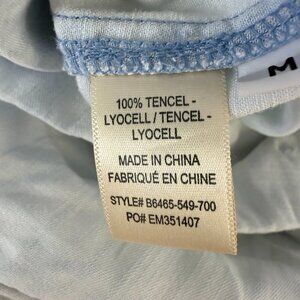 M
100% TENCEL -
LYOCELL / TENCEL -
LYOCELL
MADE IN CHINA
FABRIQUÉ EN CHINE
STYLE# B6465-549-700
PO# EM351407